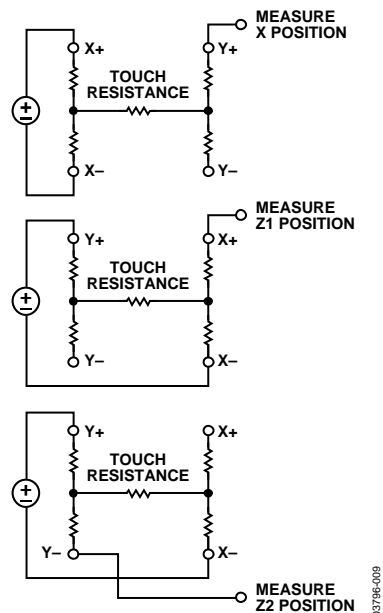 MEASURE
X POSITION
X+
Y+
TOUCH
RESISTANCE
X–
Y–
MEASURE
Z1 POSITION
Y+
X+
TOUCH
RESISTANCE
Y–
X–
Y+
X+
TOUCH
RESISTANCE
Y–
X–
MEASURE
Z2 POSITION
03796-009